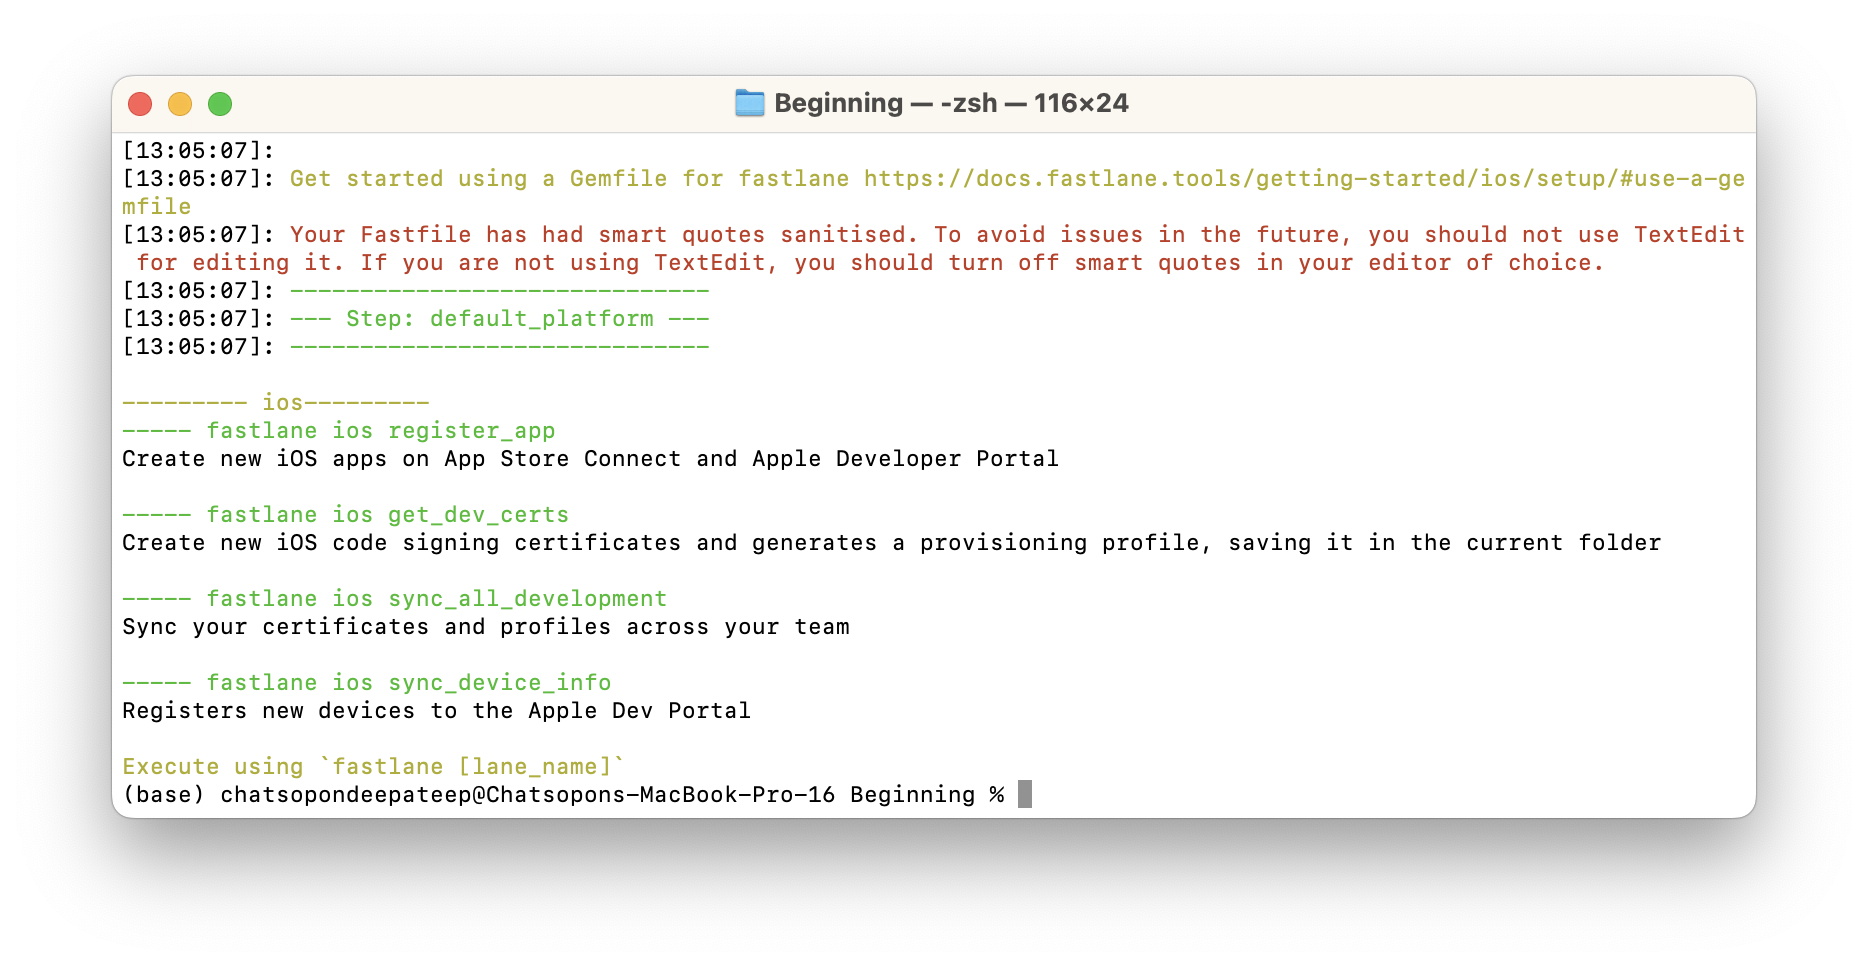 Beginning — -zsh — 116×24
[13:05:07]:
[13:05:07]: Get started using a Gemfile for fastlane https://docs.fastlane.tools/getting-started/ios/setup/#use-a-ge
mfile
[13:05:07]: Your Fastfile has had smart quotes sanitised. To avoid issues in the future, you should not use TextEdit
 for editing it. If you are not using TextEdit, you should turn off smart quotes in your editor of choice.
[13:05:07]: ------------------------------
[13:05:07]: --- Step: default_platform ---
[13:05:07]: ------------------------------
--------- ios---------
----- fastlane ios register_app
Create new iOS apps on App Store Connect and Apple Developer Portal
----- fastlane ios get_dev_certs
Create new iOS code signing certificates and generates a provisioning profile, saving it in the current folder
----- fastlane ios sync_all_development
Sync your certificates and profiles across your team
----- fastlane ios sync_device_info
Registers new devices to the Apple Dev Portal
Execute using `fastlane [lane_name]`
(base) chatsopondeepateep@Chatsopons-MacBook-Pro-16 Beginning %